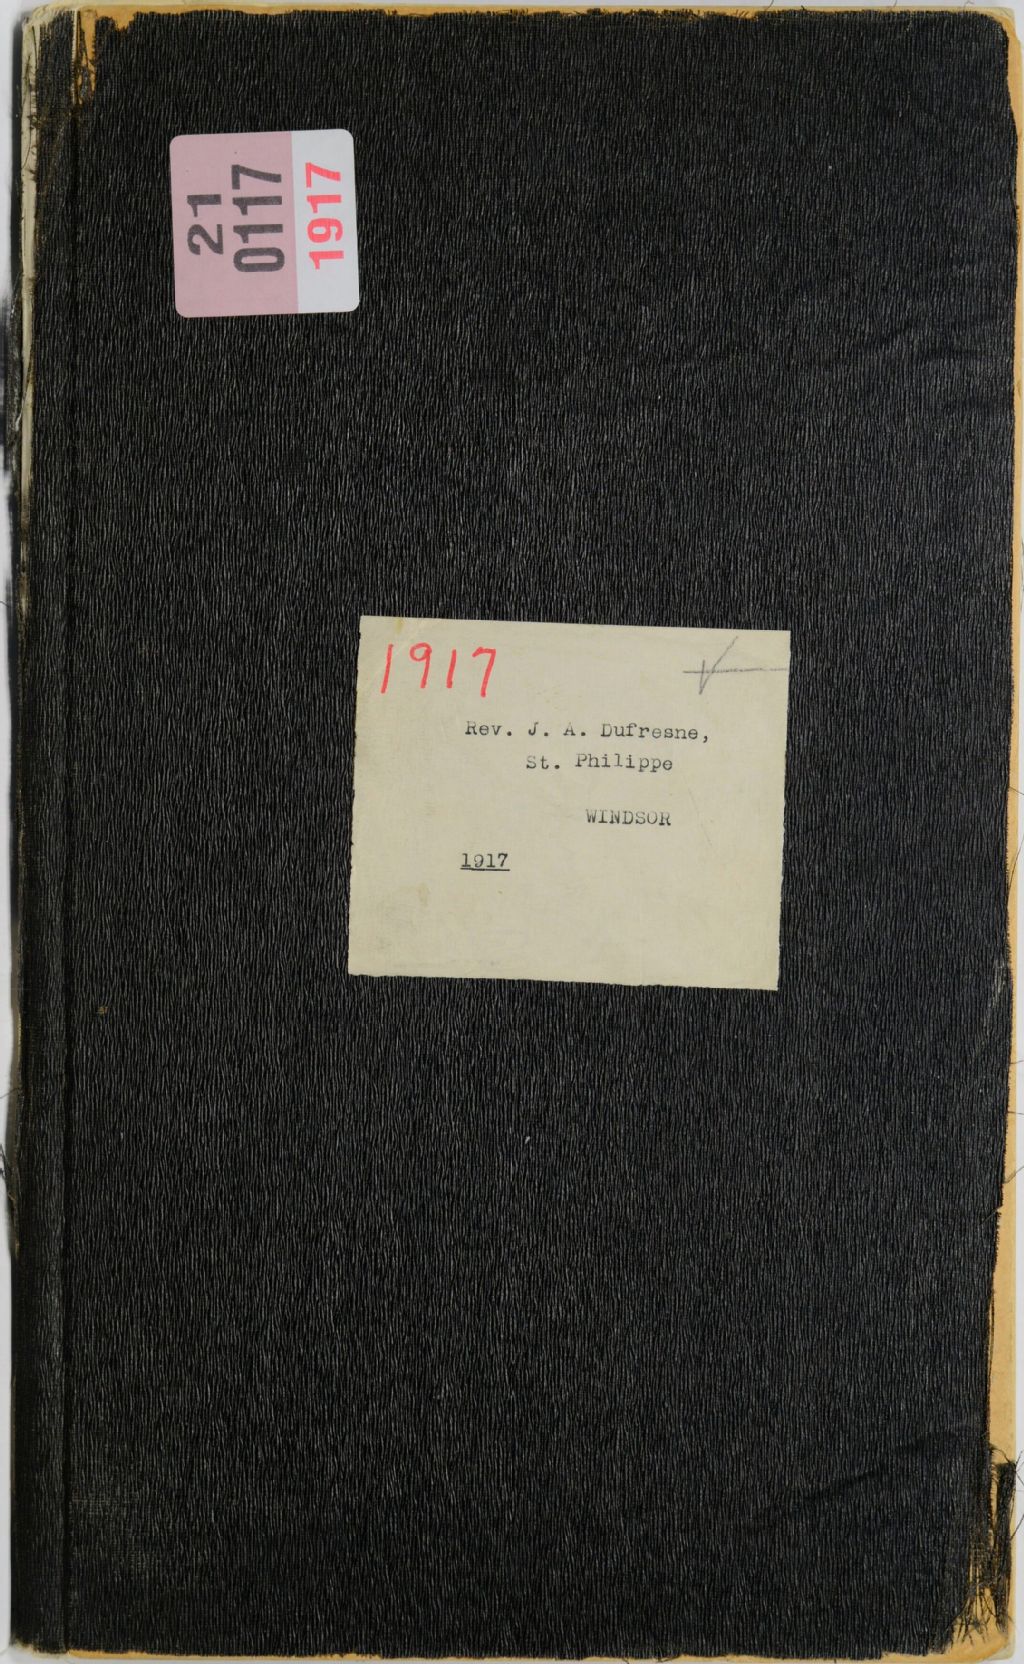 21
0117
1917
1917
Rev. J. A. Dufresne,
St. Philippe
WINDSOR
1917